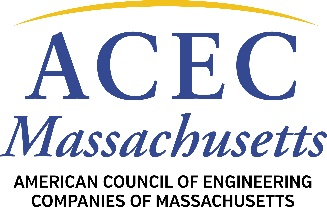 ACEC
Massachusetts
AMERICAN COUNCIL OF ENGINEERING
COMPANIES OF MASSACHUSETTS